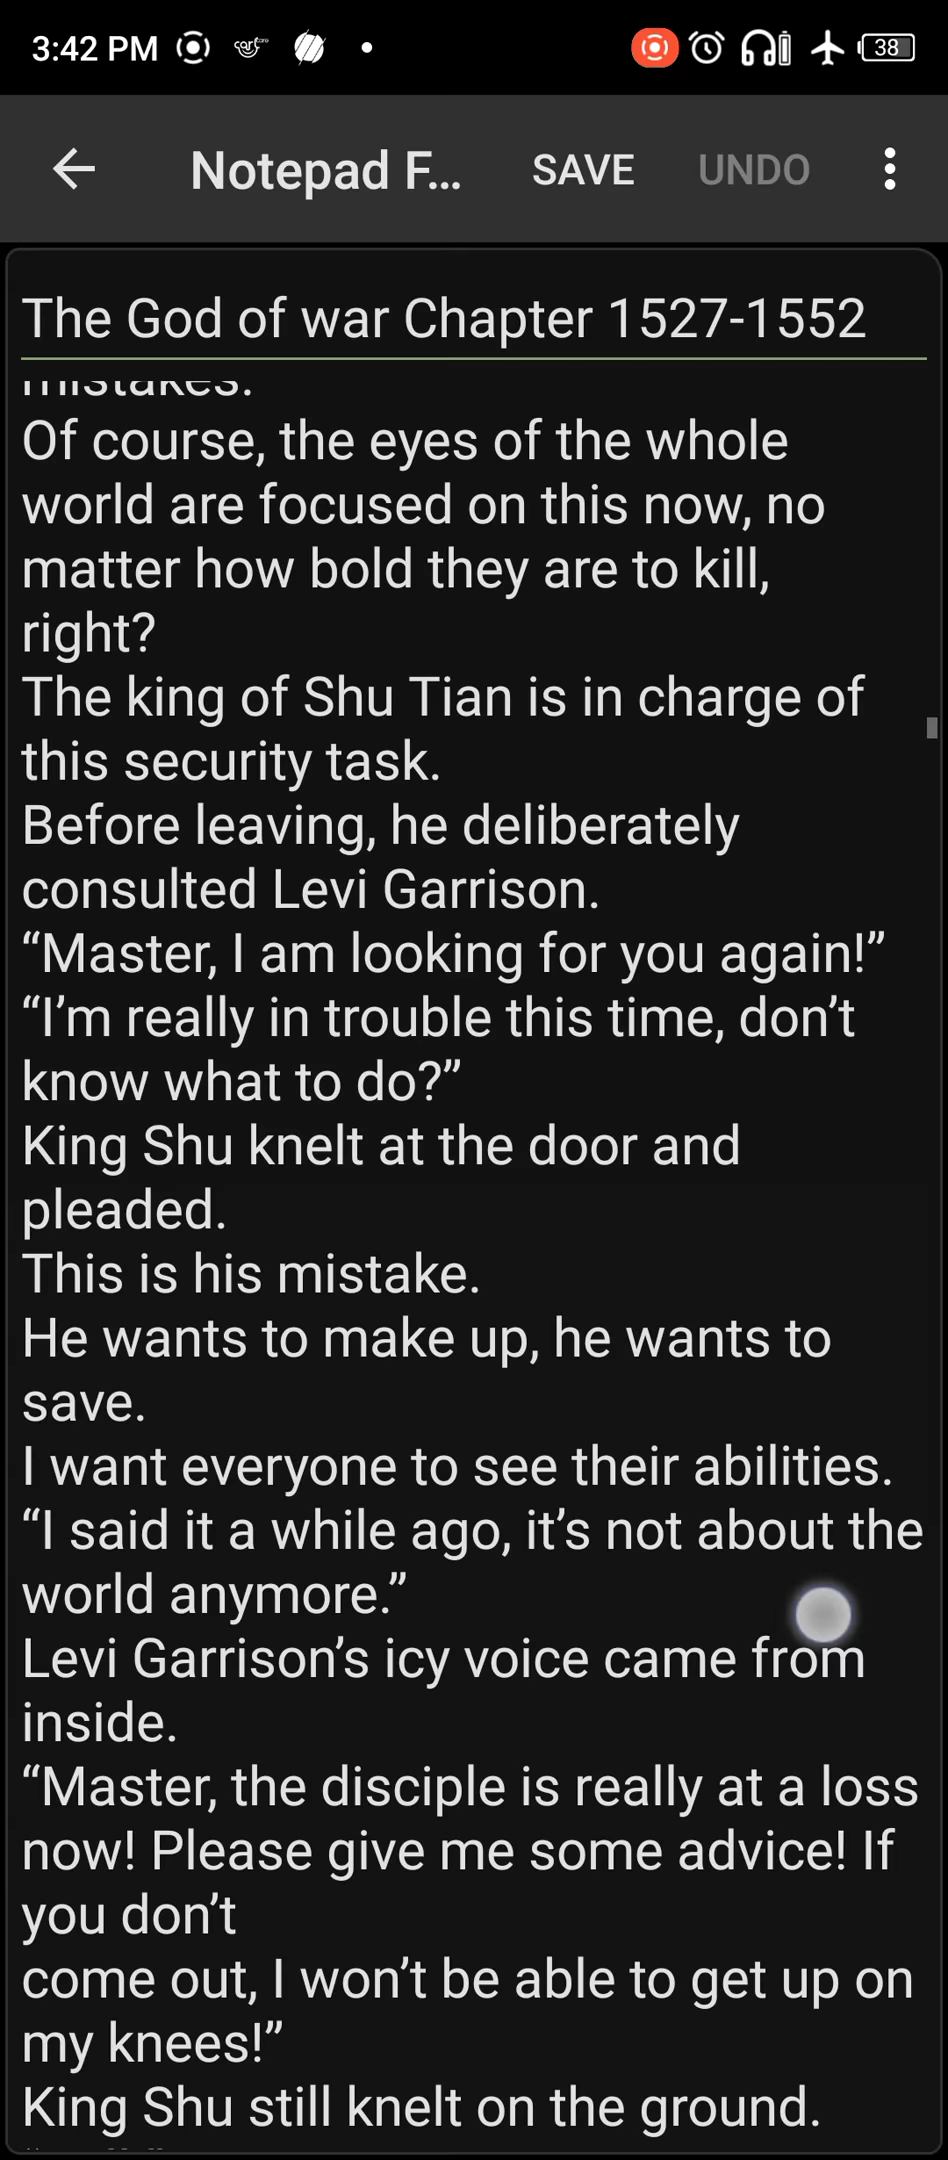 3:42 PM
38
Notepad F... SAVE UNDO
The God of war Chapter 1527-1552
mistakes.
Of course, the eyes of the whole
world are focused on this now, no
matter how bold they are to kill,
right?
The king of Shu Tian is in charge of
this security task.
Before leaving, he deliberately
consulted Levi Garrison.
“Master, I am looking for you again!”
“I’m really in trouble this time, don’t
know what to do?”
King Shu knelt at the door and
pleaded.
This is his mistake.
He wants to make up, he wants to
save.
I want everyone to see their abilities.
“I said it a while ago, it’s not about the
world anymore.”
Levi Garrison’s icy voice came from
inside.
“Master, the disciple is really at a loss
now! Please give me some advice! If
you don’t
come out, I won’t be able to get up on
my knees!”
King Shu still knelt on the ground.